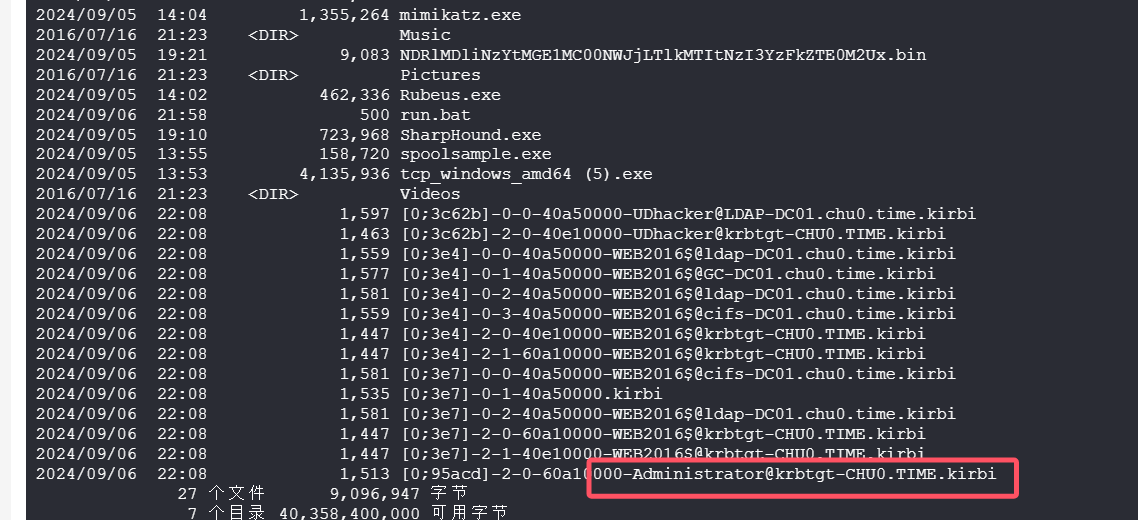 2024/09/05  14:04         1,355,264 mimikatz.exe
2016/07/16  21:23    <DIR>          Music
2024/09/05  19:21             9,083 NDRlMDliNzYtMGE1MC00NWJjLTlkMTItNzI3YzFkZTE0M2Ux.bin
2016/07/16  21:23    <DIR>          Pictures
2024/09/05  14:02           462,336 Rubeus.exe
2024/09/06  21:58               500 run.bat
2024/09/05  19:10           723,968 SharpHound.exe
2024/09/05  13:55           158,720 spoolsample.exe
2024/09/05  13:53         4,135,936 tcp_windows_amd64 (5).exe
2016/07/16  21:23    <DIR>          Videos
2024/09/06  22:08             1,597 [0;3c62b]-0-0-40a50000-UDhacker@LDAP-DC01.chu0.time.kirbi
2024/09/06  22:08             1,463 [0;3c62b]-2-0-40e10000-UDhacker@krbtgt-CHU0.TIME.kirbi
2024/09/06  22:08             1,559 [0;3e4]-0-0-40a50000-WEB2016$@ldap-DC01.chu0.time.kirbi
2024/09/06  22:08             1,577 [0;3e4]-0-1-40a50000-WEB2016$@GC-DC01.chu0.time.kirbi
2024/09/06  22:08             1,581 [0;3e4]-0-2-40a50000-WEB2016$@ldap-DC01.chu0.time.kirbi
2024/09/06  22:08             1,559 [0;3e4]-0-3-40a50000-WEB2016$@cifs-DC01.chu0.time.kirbi
2024/09/06  22:08             1,447 [0;3e4]-2-0-40e10000-WEB2016$@krbtgt-CHU0.TIME.kirbi
2024/09/06  22:08             1,447 [0;3e4]-2-1-60a10000-WEB2016$@krbtgt-CHU0.TIME.kirbi
2024/09/06  22:08             1,581 [0;3e7]-0-0-40a50000-WEB2016$@cifs-DC01.chu0.time.kirbi
2024/09/06  22:08             1,535 [0;3e7]-0-1-40a50000.kirbi
2024/09/06  22:08             1,581 [0;3e7]-0-2-40a50000-WEB2016$@ldap-DC01.chu0.time.kirbi
2024/09/06  22:08             1,447 [0;3e7]-2-0-60a10000-WEB2016$@krbtgt-CHU0.TIME.kirbi
2024/09/06  22:08             1,447 [0;3e7]-2-1-40e10000-WEB2016$@krbtgt-CHU0.TIME.kirbi
2024/09/06  22:08             1,513 [0;95acd]-2-0-60a10000-Administrator@krbtgt-CHU0.TIME.kirbi
27 个文件      9,096,947 字节
7 个目录 40,358,400,000 可用字节